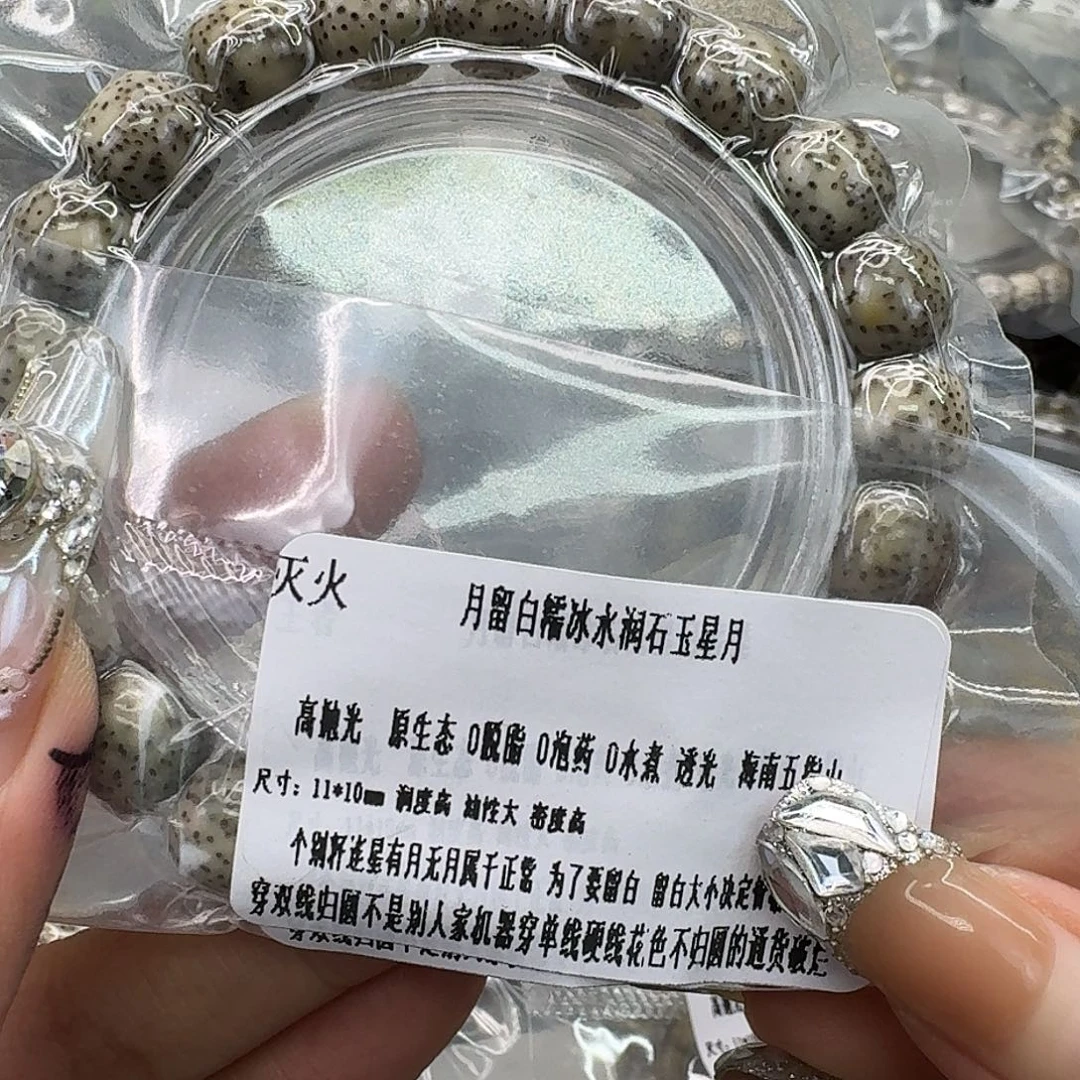 灭火
月留白糯冰水润石玉星月
高抛光 原生态 0脱脂 0泡药 0水煮 透光 海南五指山
尺寸：11*10mm 润度高 油性大 密度高
个别籽连星有月无月属于正常 为了要留白 留白大小决定
穿双线归圆不是别人家机器穿单线硬线花色不归圆的通货破烂